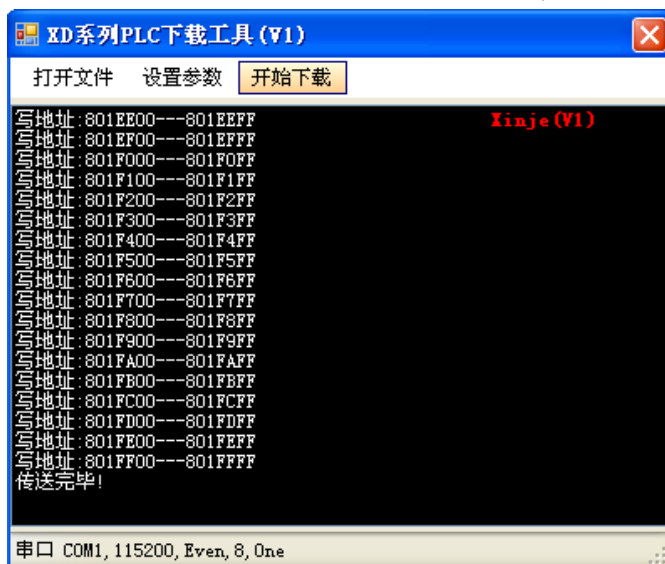 XD系列PLC下载工具(V1)
打开文件 设置参数 开始下载
写地址:801EE00---801EEFF Xinje(V1)
写地址:801EF00---801EFFF
写地址:801F000---801F0FF
写地址:801F100---801F1FF
写地址:801F200---801F2FF
写地址:801F300---801F3FF
写地址:801F400---801F4FF
写地址:801F500---801F5FF
写地址:801F600---801F6FF
写地址:801F700---801F7FF
写地址:801F800---801F8FF
写地址:801F900---801F9FF
写地址:801FA00---801FAFF
写地址:801FB00---801FBFF
写地址:801FC00---801FCFF
写地址:801FD00---801FDFF
写地址:801FE00---801FEFF
写地址:801FF00---801FFFF
传送完毕!
串口 COM1, 115200, Even, 8, One